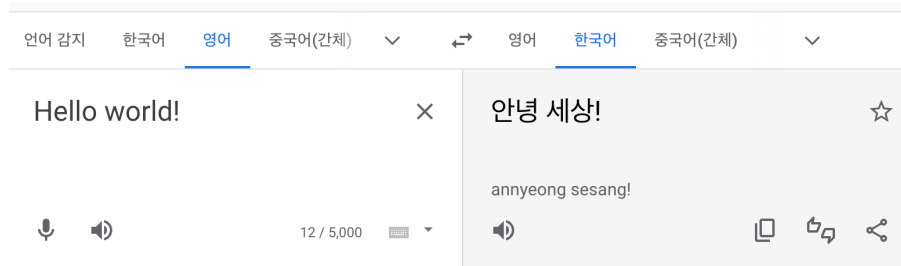 언어 감지 한국어 영어 중국어(간체) 영어 한국어 중국어(간체)
Hello world!
안녕 세상!
annyeong sesang!
12 / 5,000